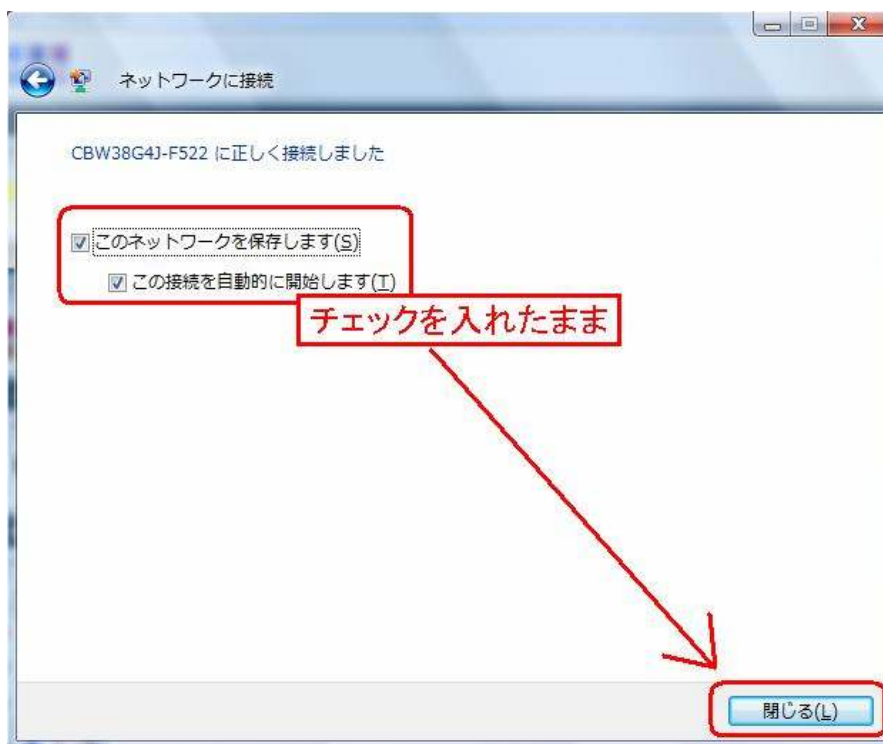 ネットワークに接続
CBW38G4J-F522 に正しく接続しました
このネットワークを保存します(S)
この接続を自動的に開始します(T)
チェックを入れたまま
閉じる(L)